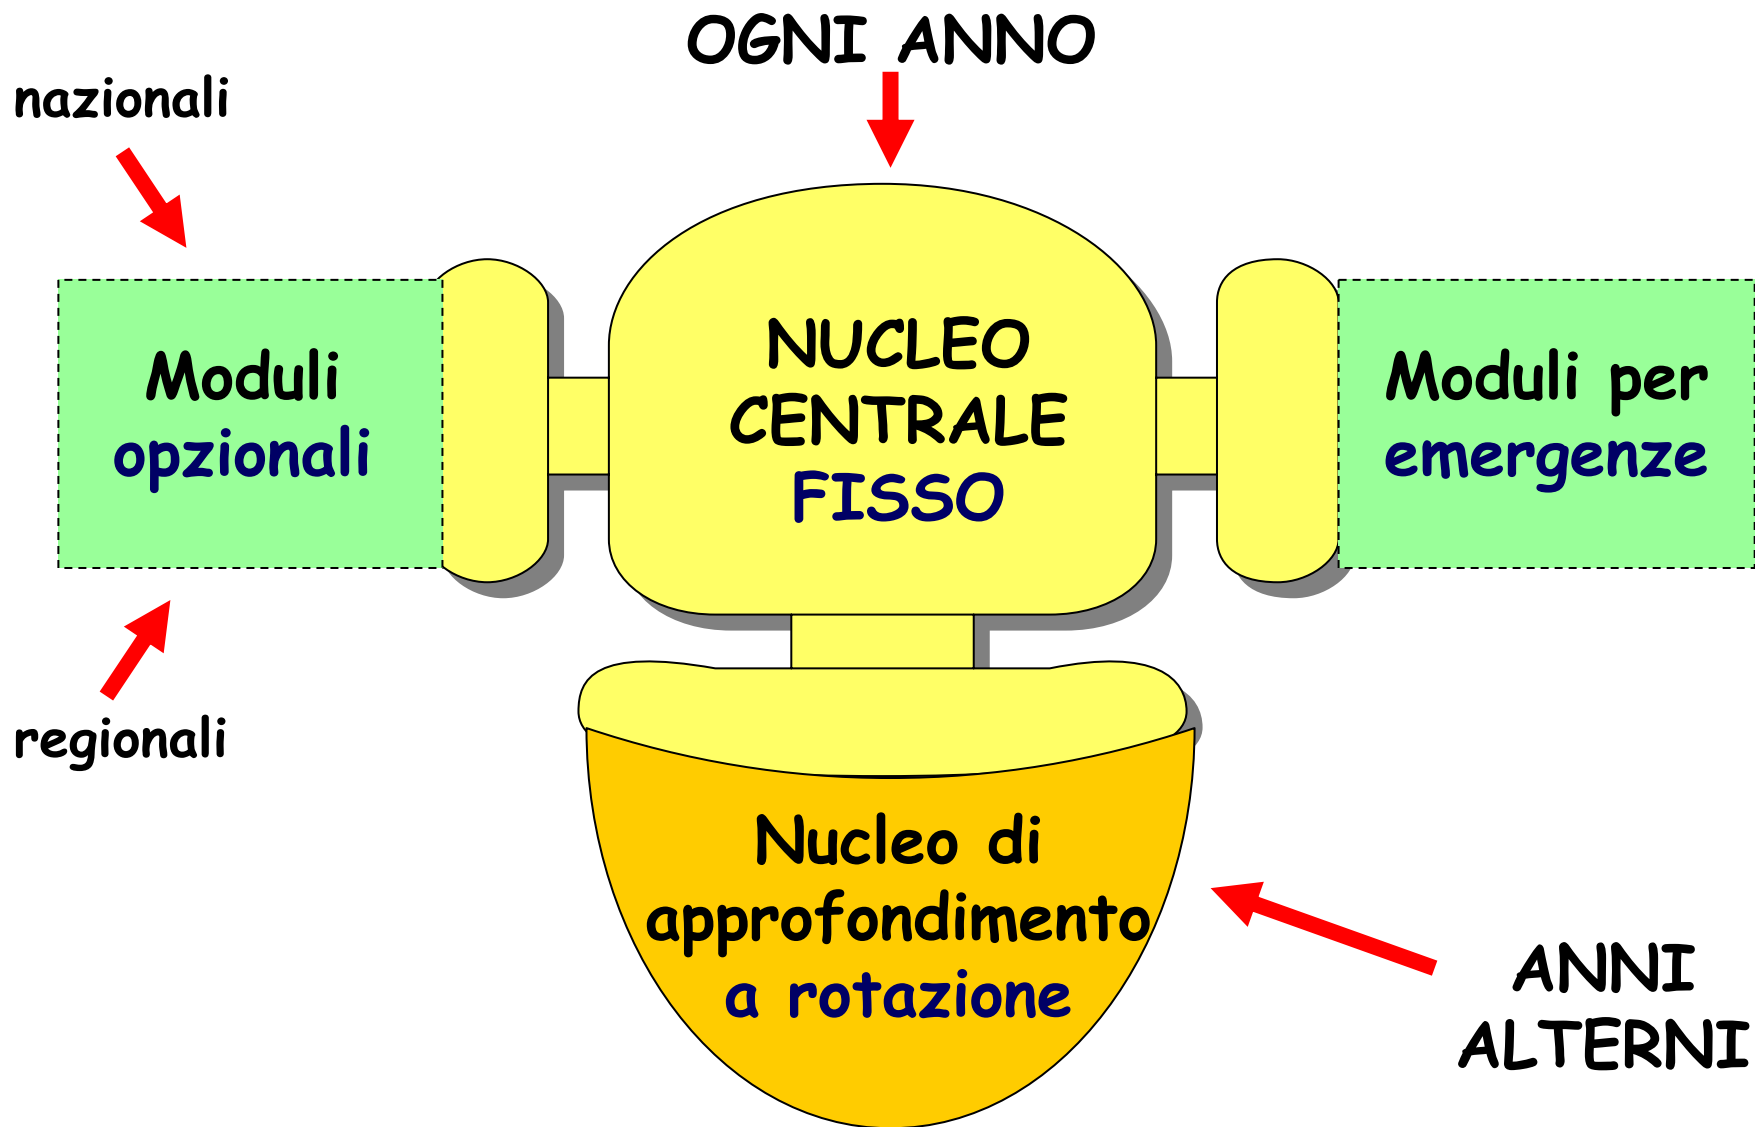 OGNI ANNO
nazionali
NUCLEO
CENTRALE
FISSO
Moduli
opzionali
Moduli per
emergenze
regionali
Nucleo di
approfondimento
a rotazione
ANNI
ALTERNI